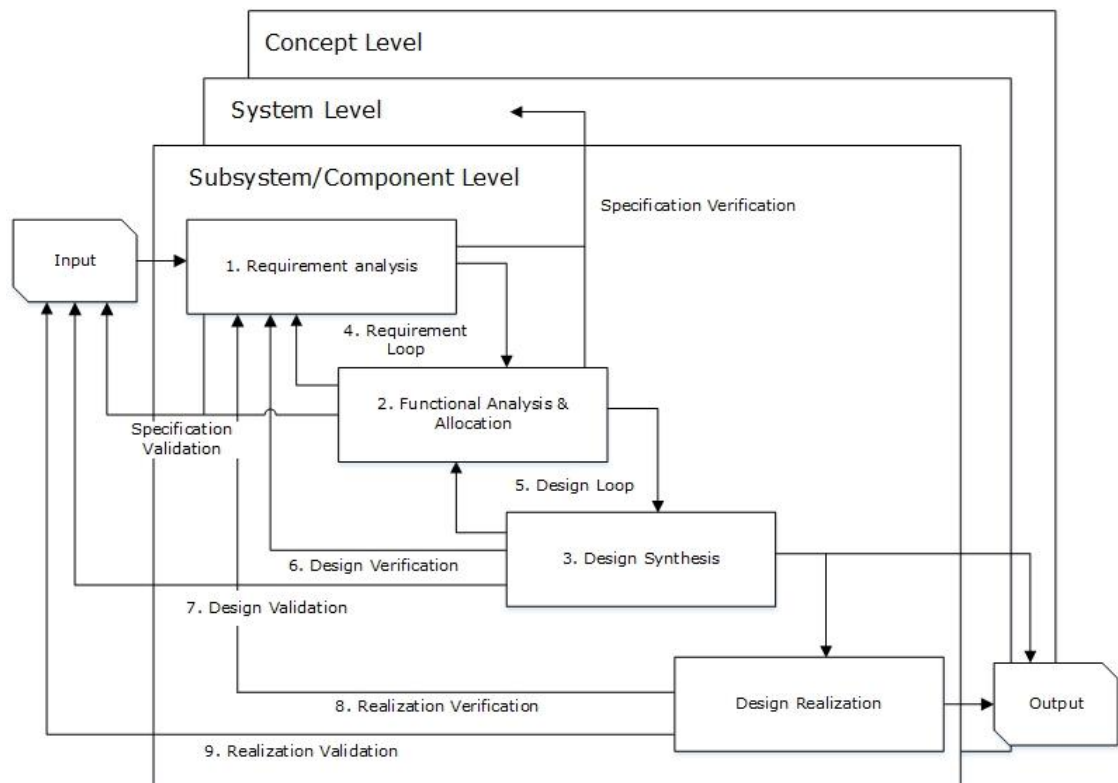 Concept Level
System Level
Subsystem/Component Level
Specification Verification
Input
1. Requirement analysis
4. Requirement
Loop
2. Functional Analysis &
Allocation
Specification
Validation
5. Design Loop
3. Design Synthesis
6. Design Verification
7. Design Validation
Design Realization
Output
8. Realization Verification
9. Realization Validation